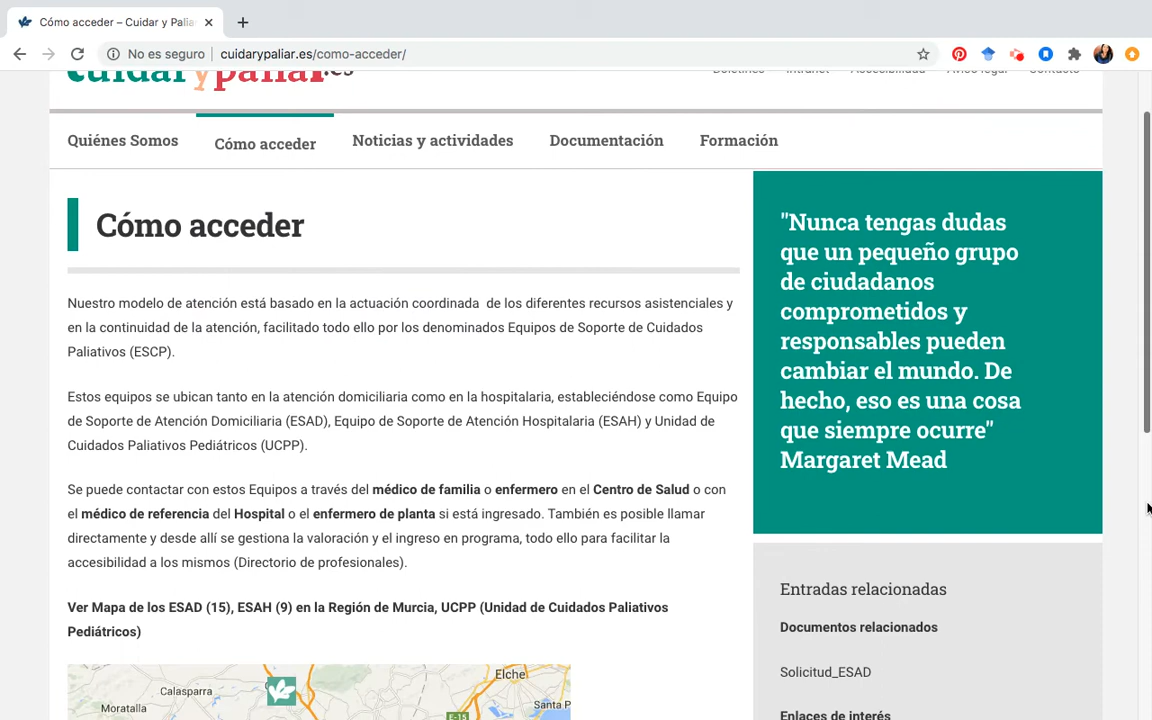 Cómo acceder – Cuidar y Palia
No es seguro | cuidarypaliar.es/como-acceder/
cuidarypaliar.es
Boletines Intranet Accesibilidad Aviso legal Contacto
Quiénes Somos Cómo acceder Noticias y actividades Documentación Formación
Cómo acceder
Nuestro modelo de atención está basado en la actuación coordinada de los diferentes recursos asistenciales y
en la continuidad de la atención, facilitado todo ello por los denominados Equipos de Soporte de Cuidados
Paliativos (ESCP).
Estos equipos se ubican tanto en la atención domiciliaria como en la hospitalaria, estableciéndose como Equipo
de Soporte de Atención Domiciliaria (ESAD), Equipo de Soporte de Atención Hospitalaria (ESAH) y Unidad de
Cuidados Paliativos Pediátricos (UCPP).
Se puede contactar con estos Equipos a través del médico de familia o enfermero en el Centro de Salud o con
el médico de referencia del Hospital o el enfermero de planta si está ingresado. También es posible llamar
directamente y desde allí se gestiona la valoración y el ingreso en programa, todo ello para facilitar la
accesibilidad a los mismos (Directorio de profesionales).
Ver Mapa de los ESAD (15), ESAH (9) en la Región de Murcia, UCPP (Unidad de Cuidados Paliativos
Pediátricos)
Calasparra
Moratalla
Elche
Santa P
E-15
"Nunca tengas dudas
que un pequeño grupo
de ciudadanos
comprometidos y
responsables pueden
cambiar el mundo. De
hecho, eso es una cosa
que siempre ocurre"
Margaret Mead
Entradas relacionadas
Documentos relacionados
Solicitud_ESAD
Enlaces de interés